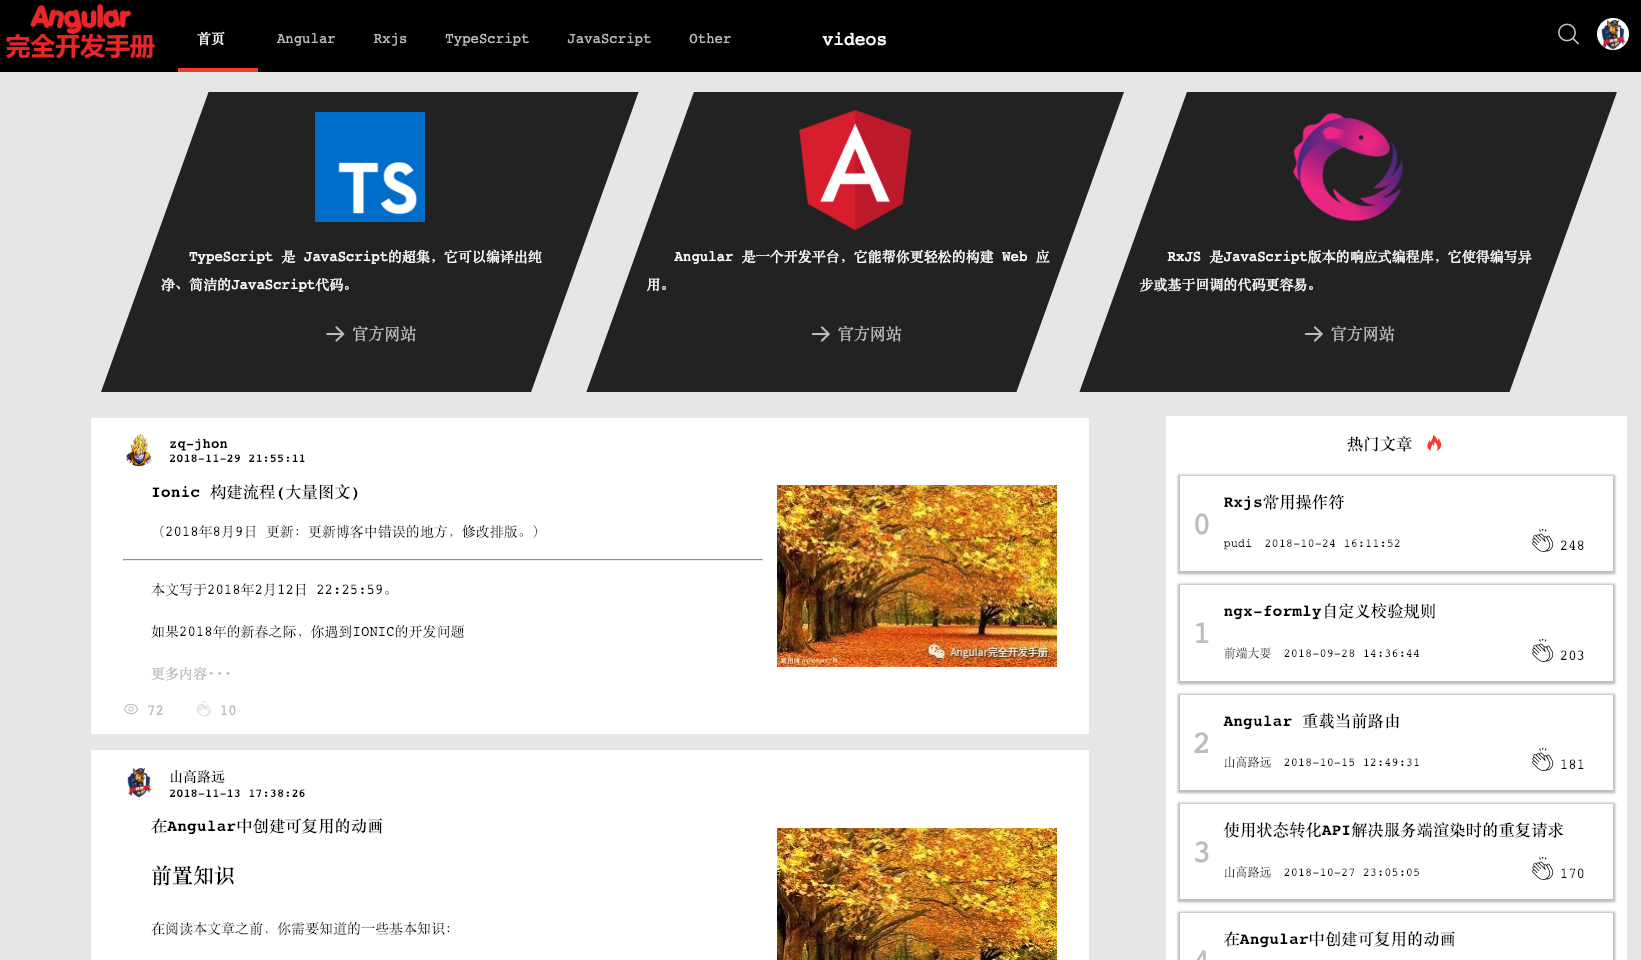 Angular
完全开发手册
首页
Angular
Rxjs
TypeScript
JavaScript
Other
videos
TS
A
TypeScript 是 JavaScript的超集，它可以编译出纯
净、简洁的JavaScript代码。
→ 官方网站
Angular 是一个开发平台，它能帮你更轻松的构建 Web 应
用。
→ 官方网站
RxJS 是JavaScript版本的响应式编程库，它使得编写异
步或基于回调的代码更容易。
→ 官方网站
zq-jhon
2018-11-29 21:55:11
Ionic 构建流程(大量图文)
（2018年8月9日 更新：更新博客中错误的地方，修改排版。）
本文写于2018年2月12日 22:25:59。
如果2018年的新春之际，你遇到IONIC的开发问题
更多内容···
72
10
Angular完全开发手册
山高路远
2018-11-13 17:38:26
在Angular中创建可复用的动画
前置知识
在阅读本文章之前，你需要知道的一些基本知识：
热门文章
0
Rxjs常用操作符
pudi 2018-10-24 16:11:52
248
1
ngx-formly自定义校验规则
前端大要 2018-09-28 14:36:44
203
2
Angular 重载当前路由
山高路远 2018-10-15 12:49:31
181
3
使用状态转化API解决服务端渲染时的重复请求
山高路远 2018-10-27 23:05:05
170
4
在Angular中创建可复用的动画